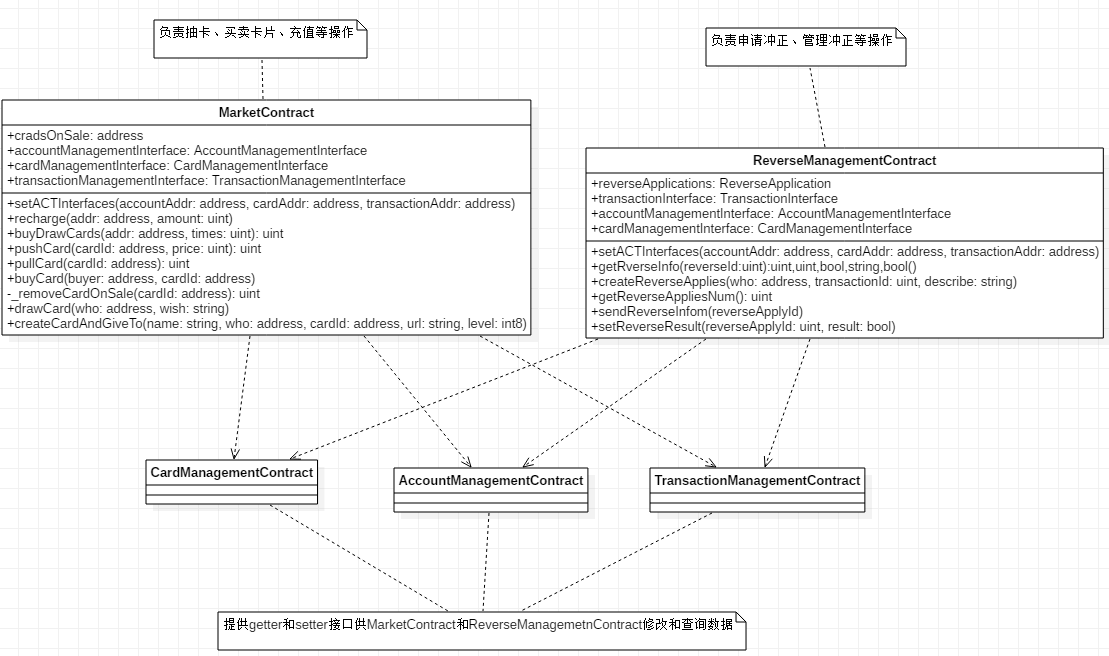 负责抽卡、买卖卡片、充值等操作
负责申请冲正、管理冲正等操作
MarketContract
+cradsOnSale: address
+accountManagementInterface: AccountManagementInterface
+cardManagementInterface: CardManagementInterface
+transactionManagementInterface: TransactionManagementInterface
+setACTInterfaces(accountAddr: address, cardAddr: address, transactionAddr: address)
+recharge(addr: address, amount: uint)
+buyDrawCards(addr: address, times: uint): uint
+pushCard(cardId: address, price: uint): uint
+pullCard(cardId: address): uint
+buyCard(buyer: address, cardId: address)
-_removeCardOnSale(cardId: address): uint
+drawCard(who: address, wish: string)
+createCardAndGiveTo(name: string, who: address, cardId: address, url: string, level: int8)
ReverseManagementContract
+reverseApplications: ReverseApplication
+transactionInterface: TransactionInterface
+accountManagementInterface: AccountManagementInterface
+cardManagementInterface: CardManagementInterface
+setACTInterfaces(accountAddr: address, cardAddr: address, transactionAddr: address)
+getRverseInfo(reverseId:uint):uint,uint,bool,string,bool()
+createReverseApplies(who: address, transactionId: uint, describe: string)
+getReverseAppliesNum(): uint
+sendReverseInfom(reverseApplyId)
+setReverseResult(reverseApplyId: uint, result: bool)
CardManagementContract
AccountManagementContract
TransactionManagementContract
提供getter和setter接口供MarketContract和ReverseManagemetnContract修改和查询数据